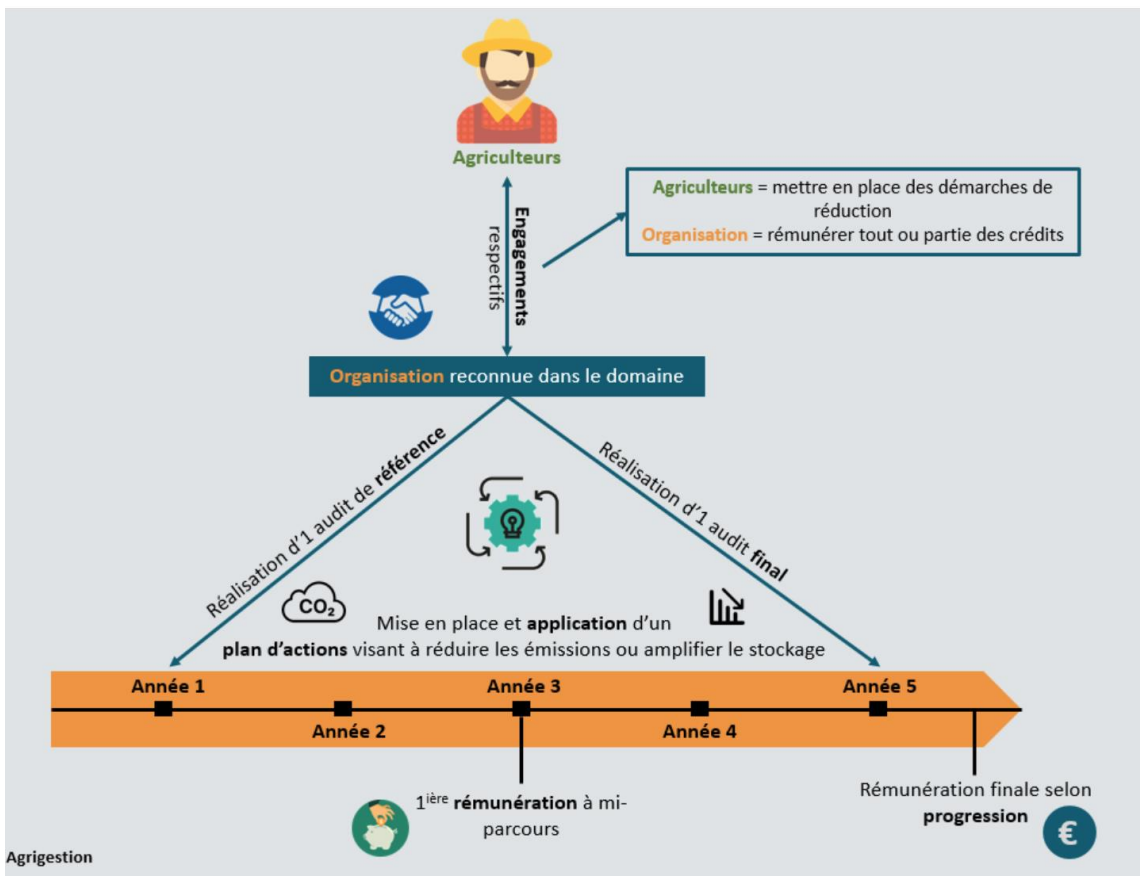 Agriculteurs
Agriculteurs = mettre en place des démarches de
réduction
Organisation = rémunérer tout ou partie des crédits
Engagements
respectifs
Organisation reconnue dans le domaine
Réalisation d'1 audit de référence
Réalisation d'1 audit final
CO₂
Mise en place et application d'un
plan d'actions visant à réduire les émissions ou amplifier le stockage
Année 1
Année 2
Année 3
Année 4
Année 5
1ière rémunération à mi-
parcours
Rémunération finale selon
progression
€
Agrigestion